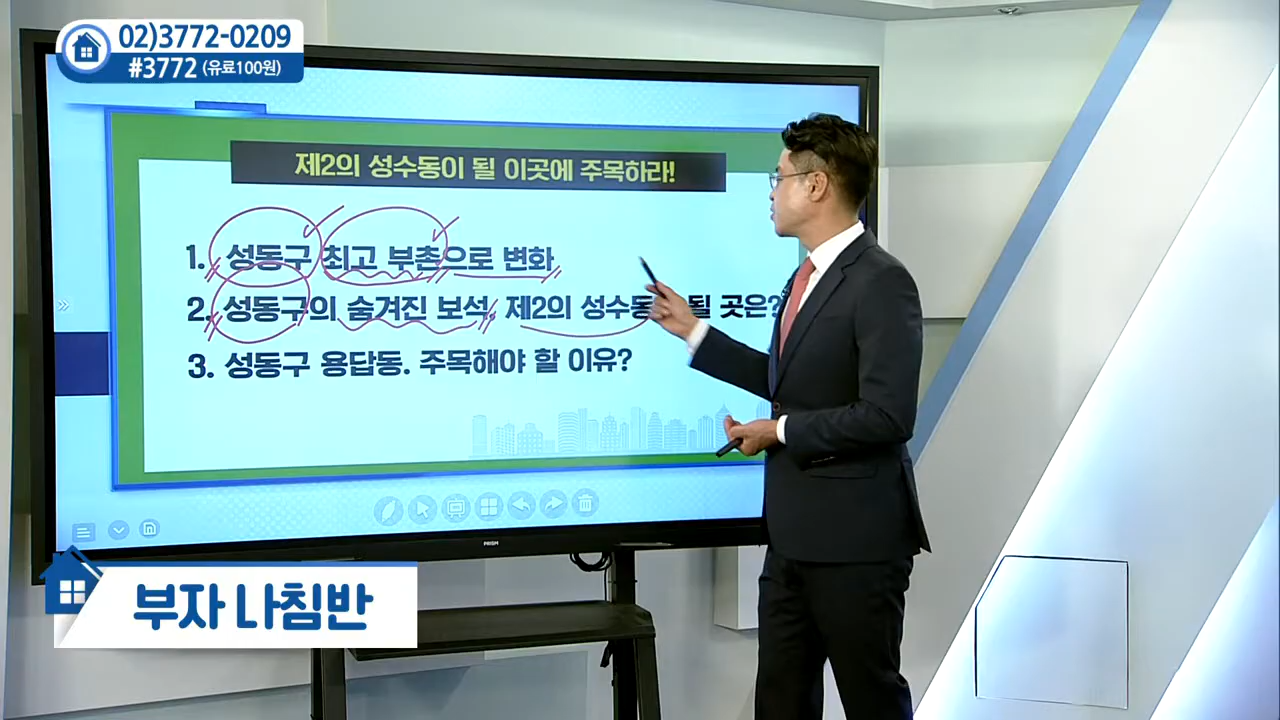 02)3772-0209
#3772 (유료100원)
제2의 성수동이 될 이곳에 주목하라!
1. 성동구 최고 부촌으로 변화
2. 성동구의 숨겨진 보석, 제2의 성수동 될 곳은?
3. 성동구 용답동. 주목해야 할 이유?
PRISM
부자 나침반